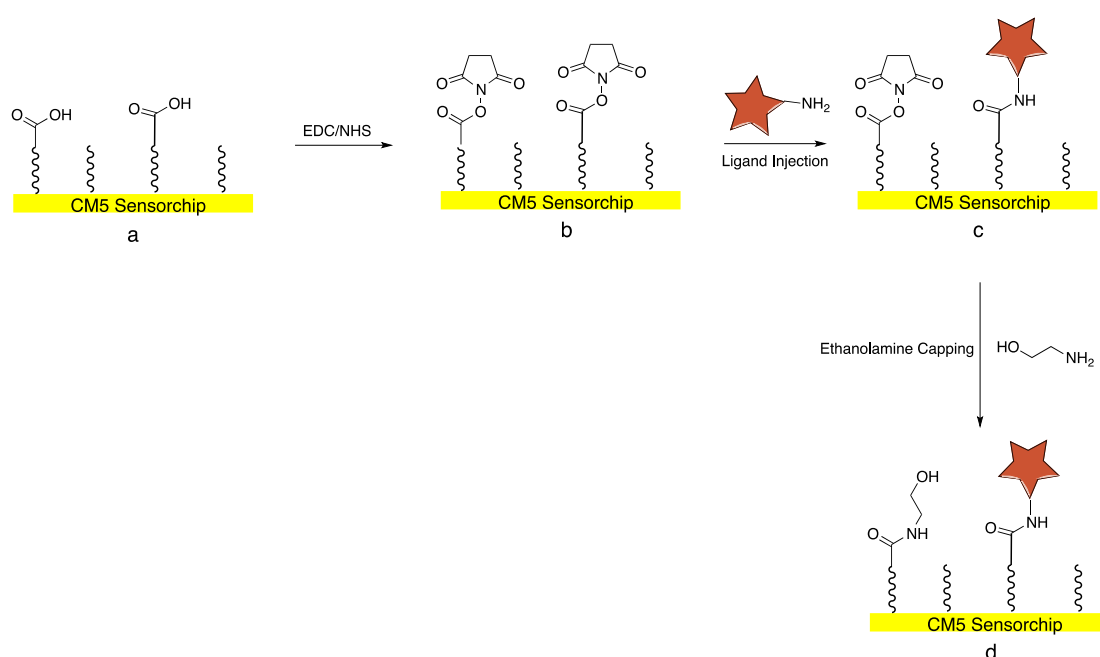 O
OH
O
OH
CM5 Sensorchip
a
EDC/NHS
O
N
O
O
O
O
N
O
O
O
CM5 Sensorchip
b
NH2
Ligand Injection
O
N
O
O
O
O
NH
CM5 Sensorchip
c
Ethanolamine Capping
HO
NH2
OH
O
NH
O
NH
CM5 Sensorchip
d